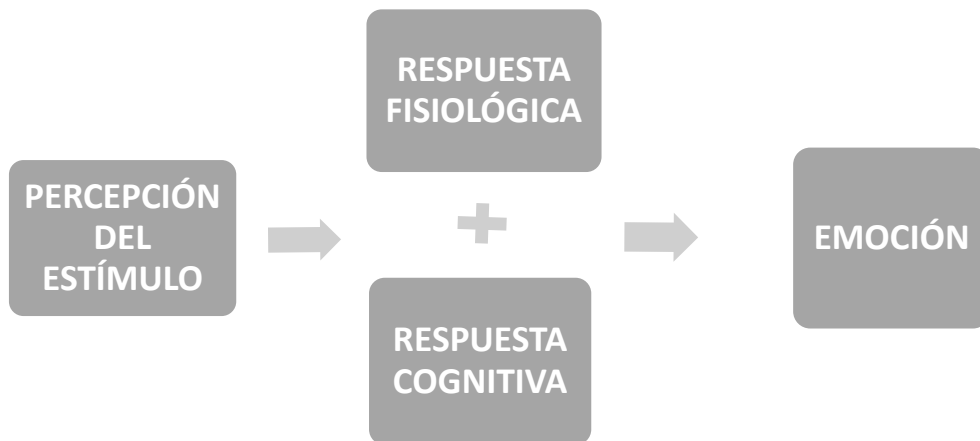 PERCEPCIÓN
DEL
ESTÍMULO
RESPUESTA
FISIOLÓGICA
RESPUESTA
COGNITIVA
EMOCIÓN